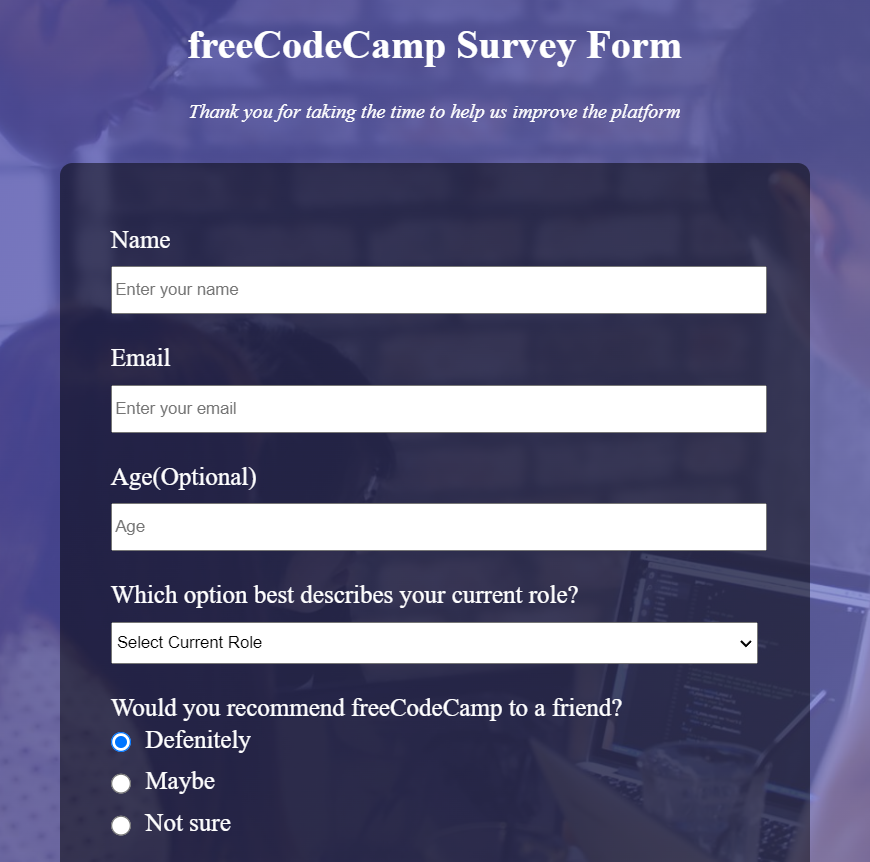 freeCodeCamp Survey Form
Thank you for taking the time to help us improve the platform
Name
Enter your name
Email
Enter your email
Age(Optional)
Age
Which option best describes your current role?
Select Current Role
Would you recommend freeCodeCamp to a friend?
Defenitely
Maybe
Not sure